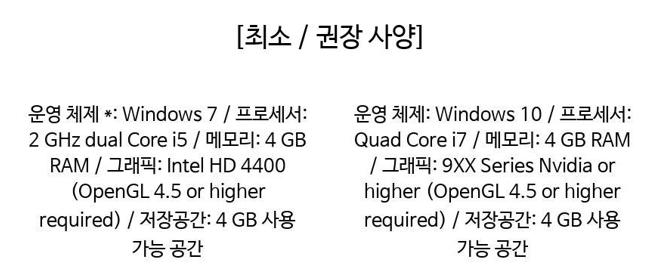 [최소 / 권장 사양]
운영 체제 *: Windows 7 / 프로세서:
2 GHz dual Core i5 / 메모리: 4 GB
RAM / 그래픽: Intel HD 4400
(OpenGL 4.5 or higher
required) / 저장공간: 4 GB 사용
가능 공간
운영 체제: Windows 10 / 프로세서:
Quad Core i7 / 메모리: 4 GB RAM
/ 그래픽: 9XX Series Nvidia or
higher (OpenGL 4.5 or higher
required) / 저장공간: 4 GB 사용
가능 공간